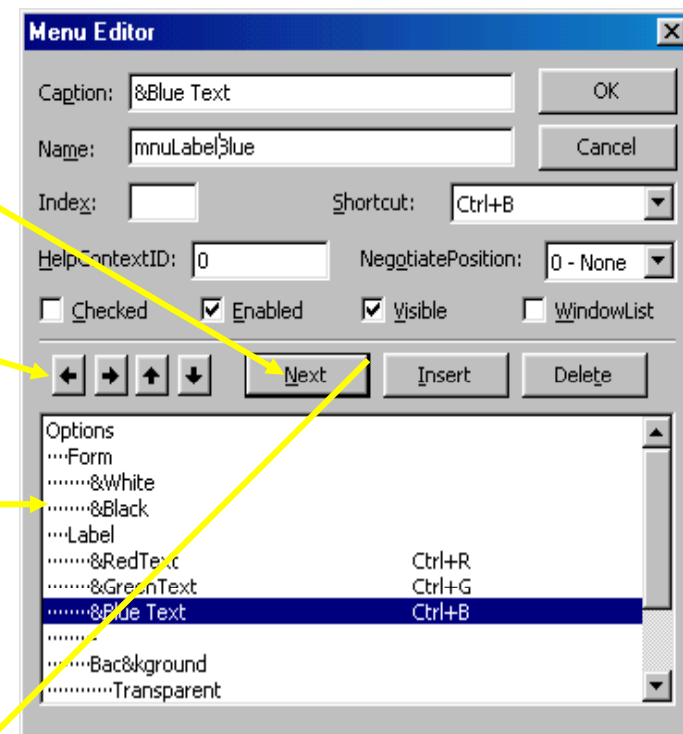 Menu Editor
Caption: &Blue Text OK
Name: mnuLabelBlue Cancel
Index: Shortcut: Ctrl+B
HelpContextID: 0 NegotiatePosition: 0 - None
Checked Enabled Visible WindowList
Next Insert Delete
Options
····Form
········&White
········&Black
····Label
········&RedText Ctrl+R
········&GreenText Ctrl+G
········&Blue Text Ctrl+B
········-
········Bac&kground
············Transparent